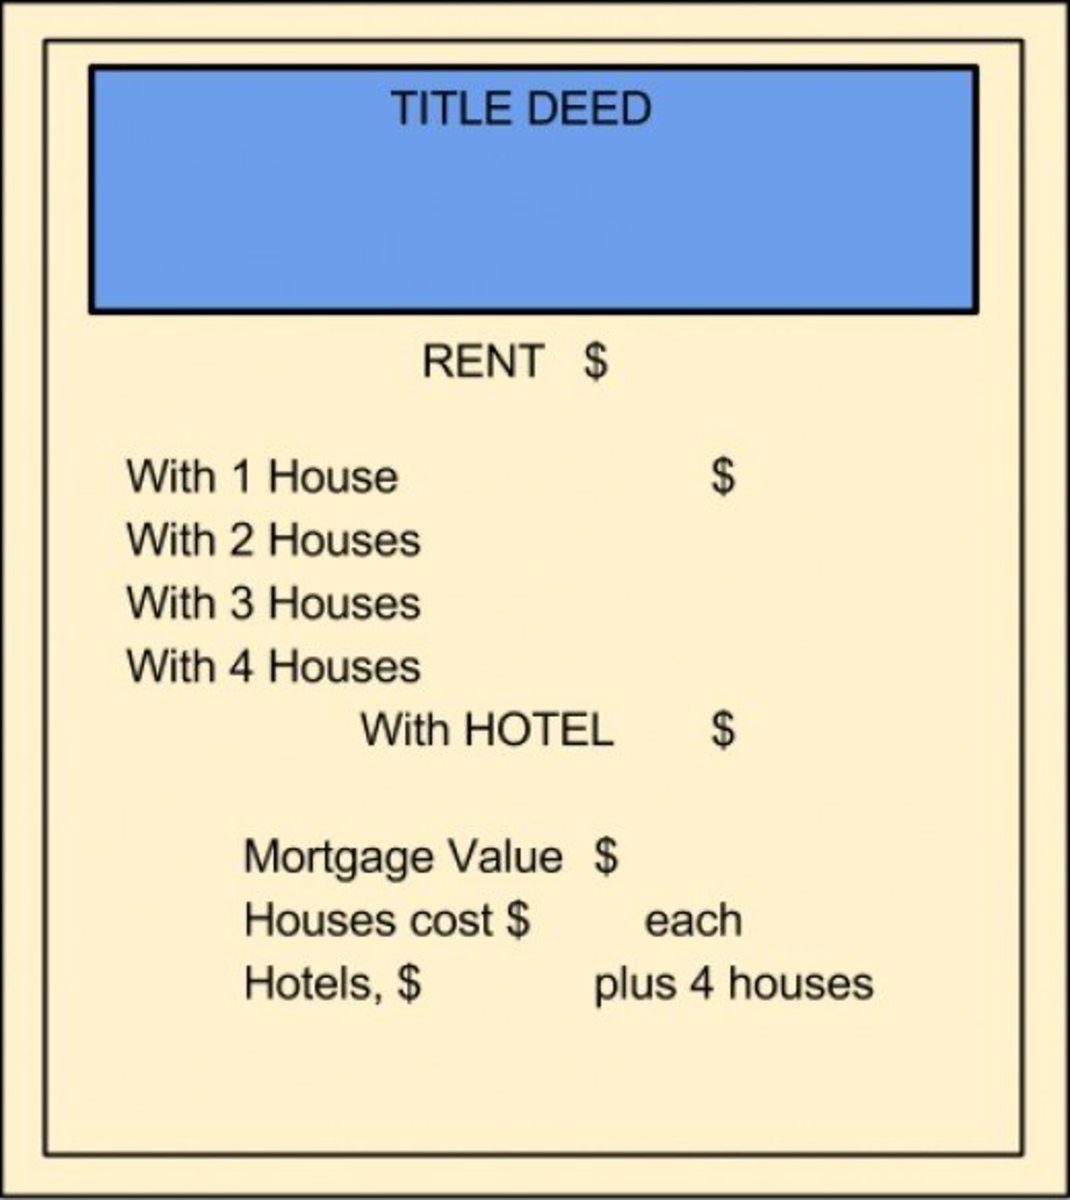 TITLE DEED
RENT $
With 1 House $
With 2 Houses
With 3 Houses
With 4 Houses
With HOTEL $
Mortgage Value $
Houses cost $ each
Hotels, $ plus 4 houses